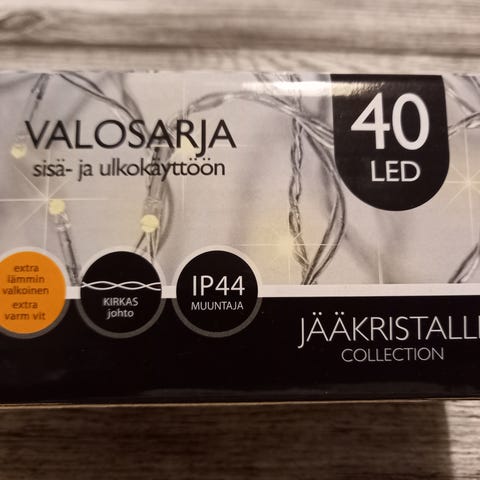 VALOSARJA
sisä- ja ulkokäyttöön
40
LED
extra
lämmin
valkoinen
extra
varm vit
KIRKAS
johto
IP44
MUUNTAJA
JÄÄKRISTALLI
COLLECTION